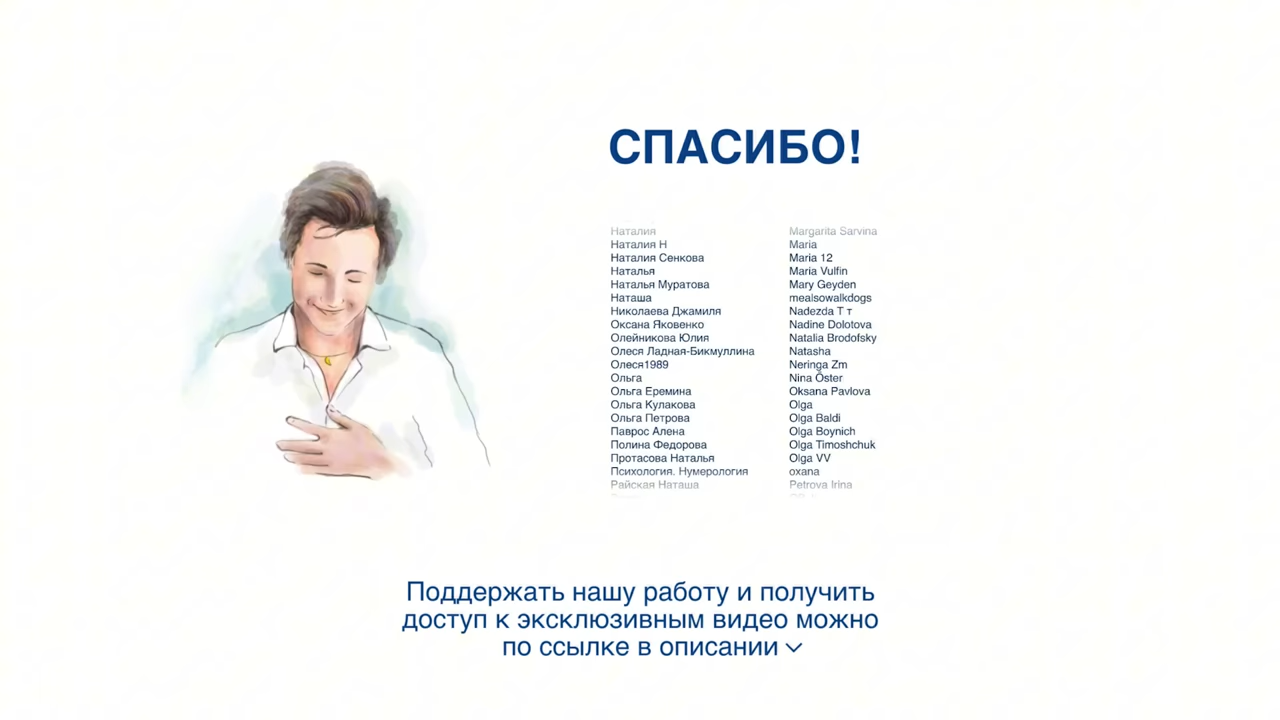 СПАСИБО!
Наталия
Наталия Н
Наталия Сенкова
Наталья
Наталья Муратова
Наташа
Николаева Джамиля
Оксана Яковенко
Олейникова Юлия
Олеся Ладная-Бикмуллина
Олеся1989
Ольга
Ольга Еремина
Ольга Кулакова
Ольга Петрова
Паврос Алена
Полина Федорова
Протасова Наталья
Психология. Нумерология
Райская Наташа
Margarita Sarvina
Maria
Maria 12
Maria Vulfin
Mary Geyden
mealsowalkdogs
Nadezda T т
Nadine Dolotova
Natalia Brodofsky
Natasha
Neringa Zm
Nina Öster
Oksana Pavlova
Olga
Olga Baldi
Olga Boynich
Olga Timoshchuk
Olga VV
oxana
Petrova Irina
Поддержать нашу работу и получить
доступ к эксклюзивным видео можно
по ссылке в описании